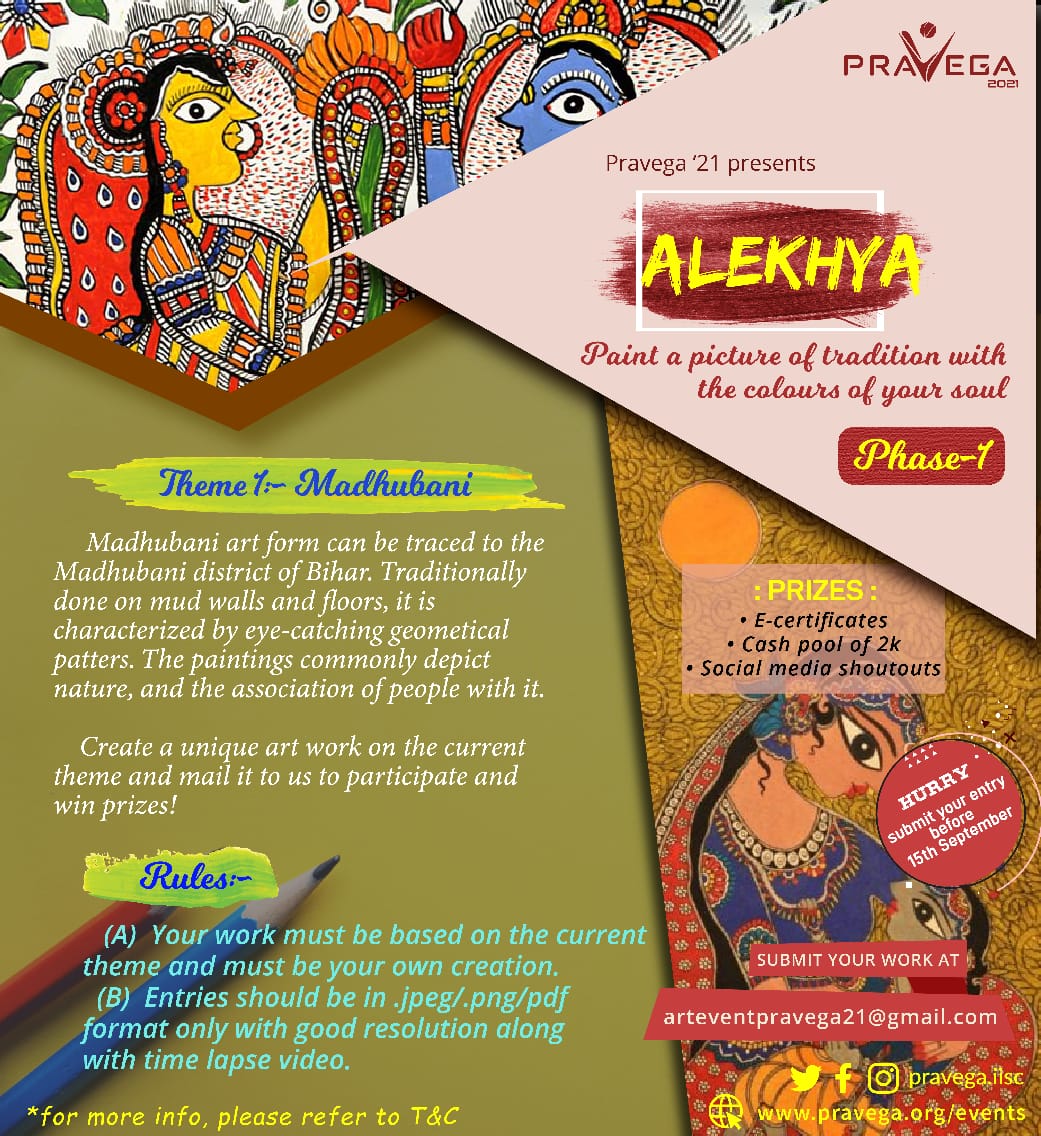 PRAVEGA
2021
Pravega ‘21 presents
ALEKHYA
Paint a picture of tradition with
the colours of your soul
Phase-1
Theme 1:- Madhubani
Madhubani art form can be traced to the
Madhubani district of Bihar. Traditionally
done on mud walls and floors, it is
characterized by eye-catching geometical
patters. The paintings commonly depict
nature, and the association of people with it.
Create a unique art work on the current
theme and mail it to us to participate and
win prizes!
: PRIZES :
• E-certificates
• Cash pool of 2k
• Social media shoutouts
HURRY
submit your entry
before
15th September
Rules:-
(A) Your work must be based on the current
theme and must be your own creation.
(B) Entries should be in .jpeg/.png/pdf
format only with good resolution along
with time lapse video.
*for more info, please refer to T&C
SUBMIT YOUR WORK AT
arteventpravega21@gmail.com
pravega.iisc
www.pravega.org/events